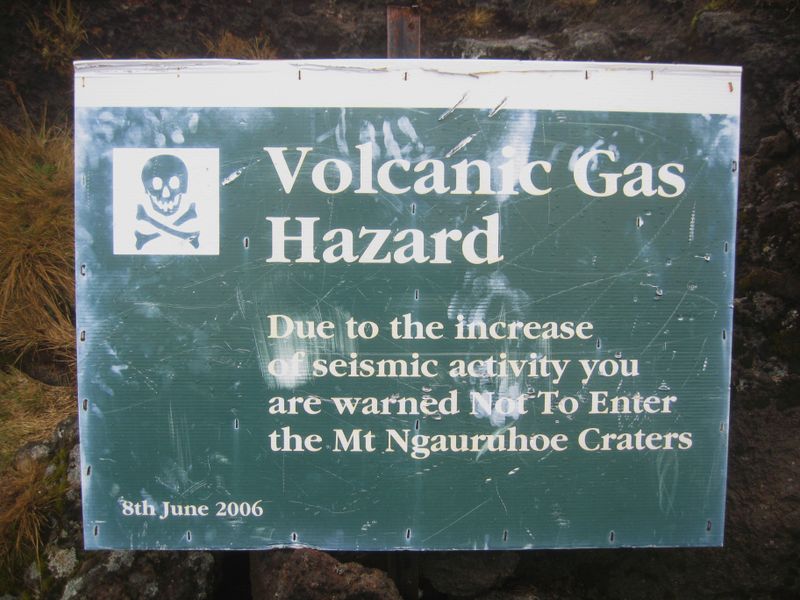 Volcanic Gas
Hazard
Due to the increase
of seismic activity you
are warned Not To Enter
the Mt Ngauruhoe Craters
8th June 2006